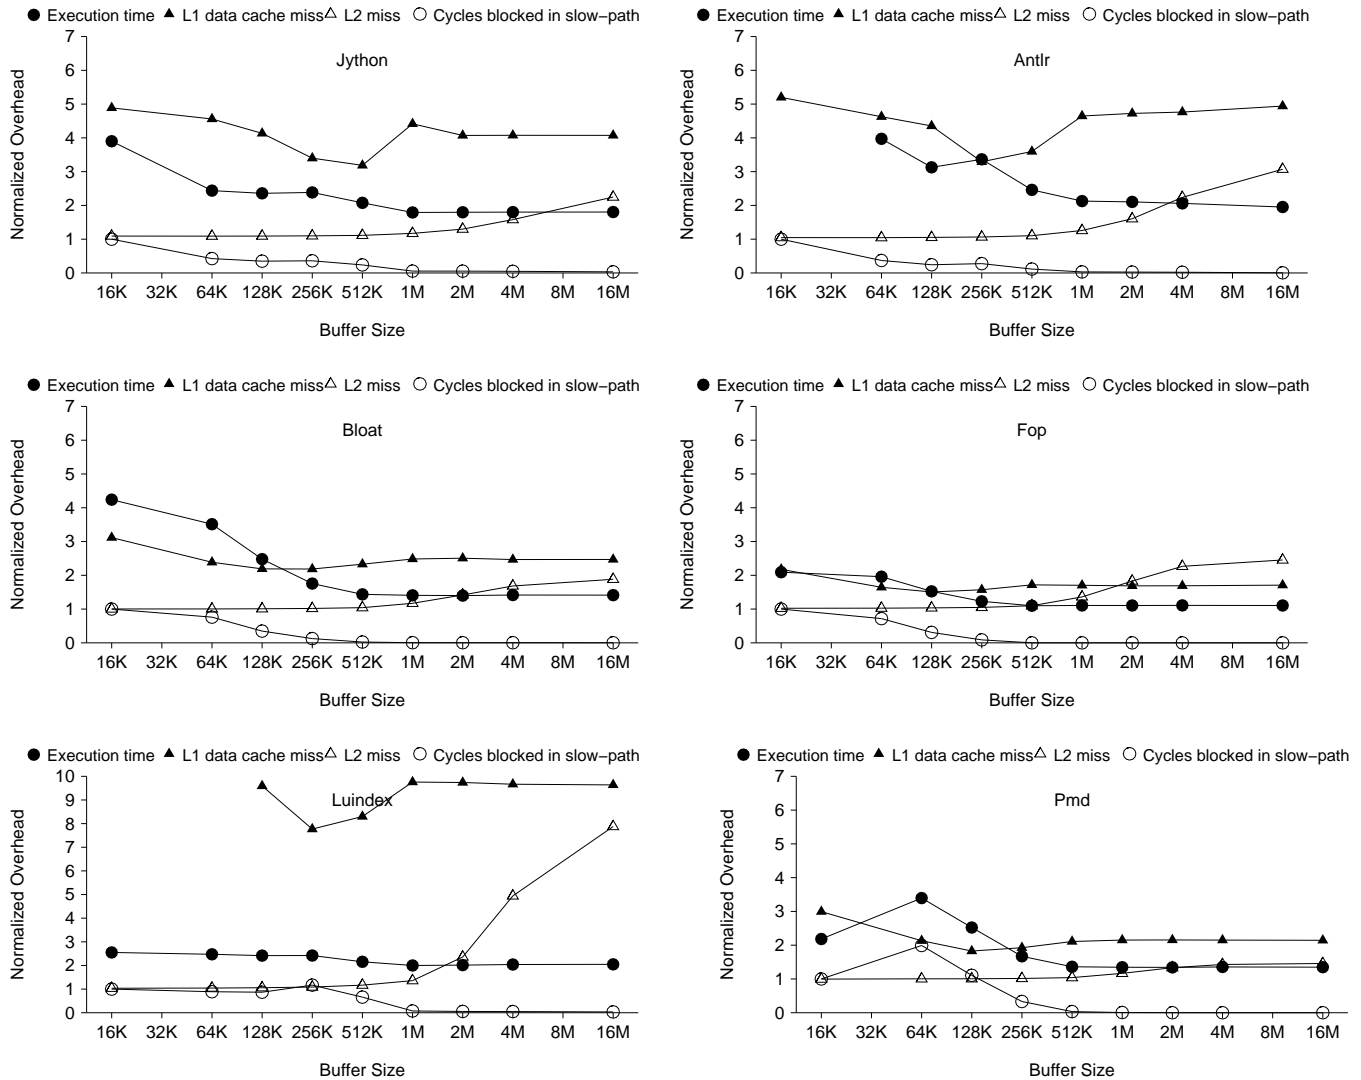 Execution time L1 data cache miss L2 miss Cycles blocked in slow−path
Jython
Normalized Overhead
0 1 2 3 4 5 6 7
16K 32K 64K 128K 256K 512K 1M 2M 4M 8M 16M
Buffer Size
Execution time L1 data cache miss L2 miss Cycles blocked in slow−path
Antlr
Normalized Overhead
0 1 2 3 4 5 6 7
16K 32K 64K 128K 256K 512K 1M 2M 4M 8M 16M
Buffer Size
Execution time L1 data cache miss L2 miss Cycles blocked in slow−path
Bloat
Normalized Overhead
0 1 2 3 4 5 6 7
16K 32K 64K 128K 256K 512K 1M 2M 4M 8M 16M
Buffer Size
Execution time L1 data cache miss L2 miss Cycles blocked in slow−path
Fop
Normalized Overhead
0 1 2 3 4 5 6 7
16K 32K 64K 128K 256K 512K 1M 2M 4M 8M 16M
Buffer Size
Execution time L1 data cache miss L2 miss Cycles blocked in slow−path
Luindex
Normalized Overhead
0 1 2 3 4 5 6 7 8 9 10
16K 32K 64K 128K 256K 512K 1M 2M 4M 8M 16M
Buffer Size
Execution time L1 data cache miss L2 miss Cycles blocked in slow−path
Pmd
Normalized Overhead
0 1 2 3 4 5 6 7
16K 32K 64K 128K 256K 512K 1M 2M 4M 8M 16M
Buffer Size